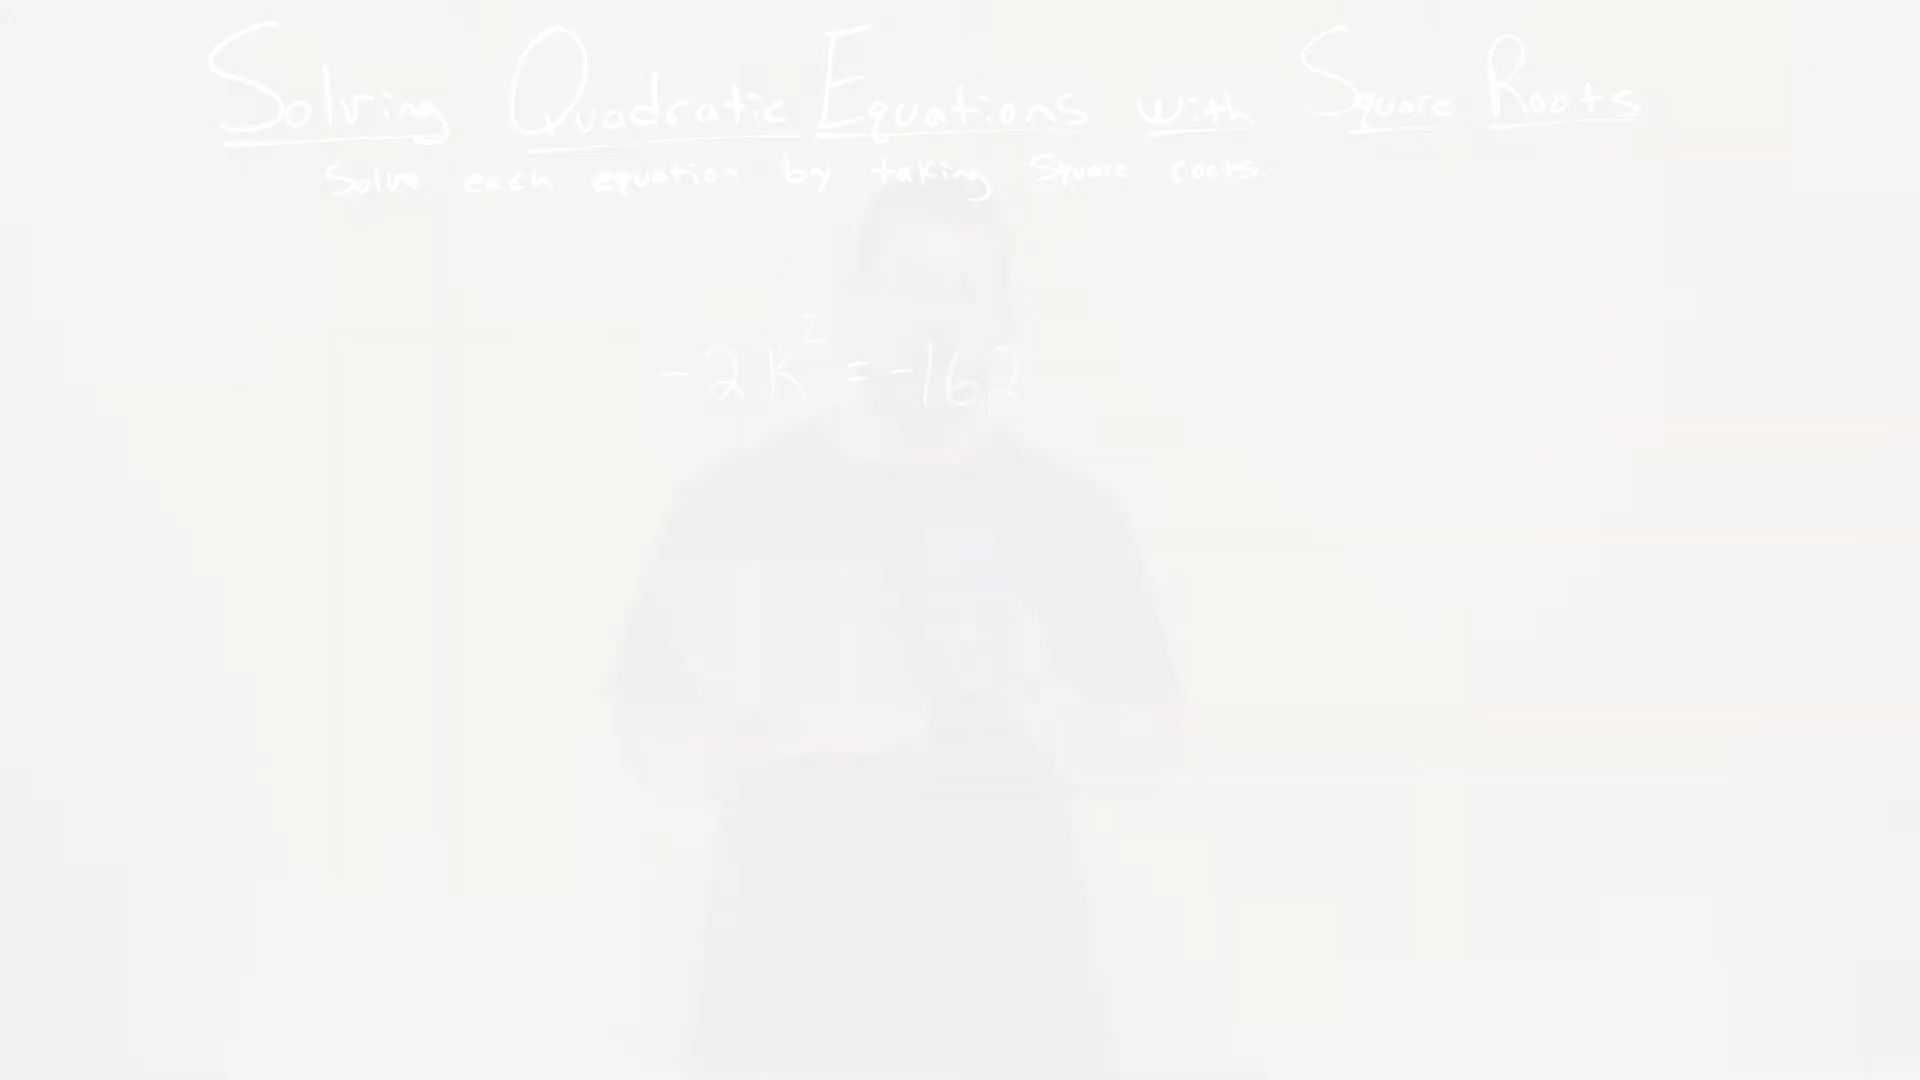 Solving Quadratic Equations with Square Roots
Solve each equation by taking Square roots.
-2K² = -162